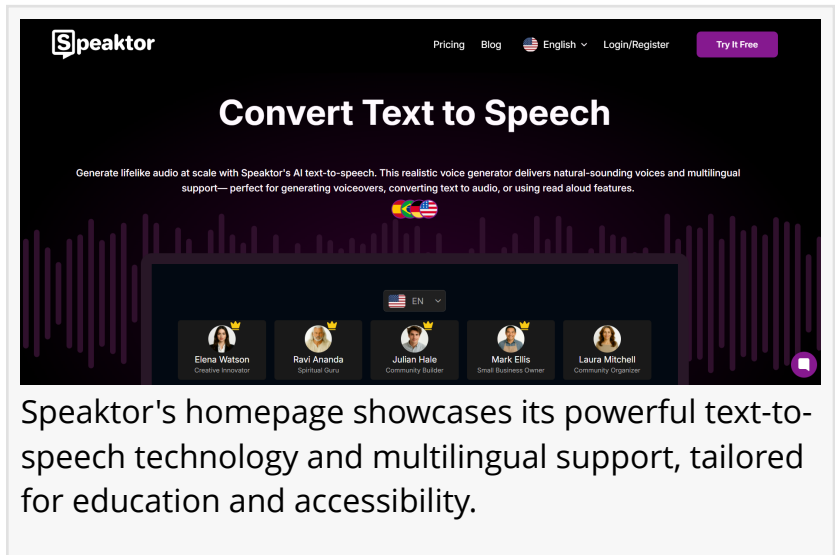 Speaktor
Pricing Blog English Login/Register Try It Free
Convert Text to Speech
Generate lifelike audio at scale with Speaktor's AI text-to-speech. This realistic voice generator delivers natural-sounding voices and multilingual
support— perfect for generating voiceovers, converting text to audio, or using read aloud features.
EN
Elena Watson Ravi Ananda Julian Hale Mark Ellis Laura Mitchell
Creative Innovator Spiritual Guru Community Builder Small Business Owner Community Organizer
Speaktor's homepage showcases its powerful text-to-
speech technology and multilingual support, tailored
for education and accessibility.